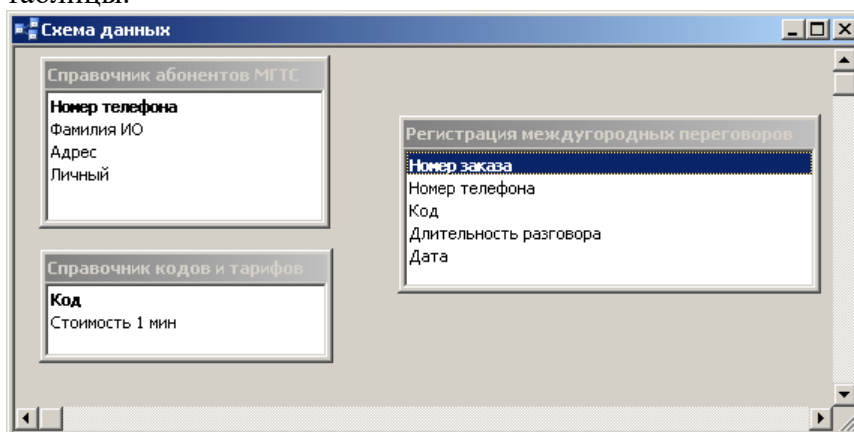 таблицы.
Схема данных
Справочник абонентов МГТС
Номер телефона
Фамилия ИО
Адрес
Личный
Регистрация междугородных переговоров
Номер заказа
Номер телефона
Код
Длительность разговора
Дата
Справочник кодов и тарифов
Код
Стоимость 1 мин